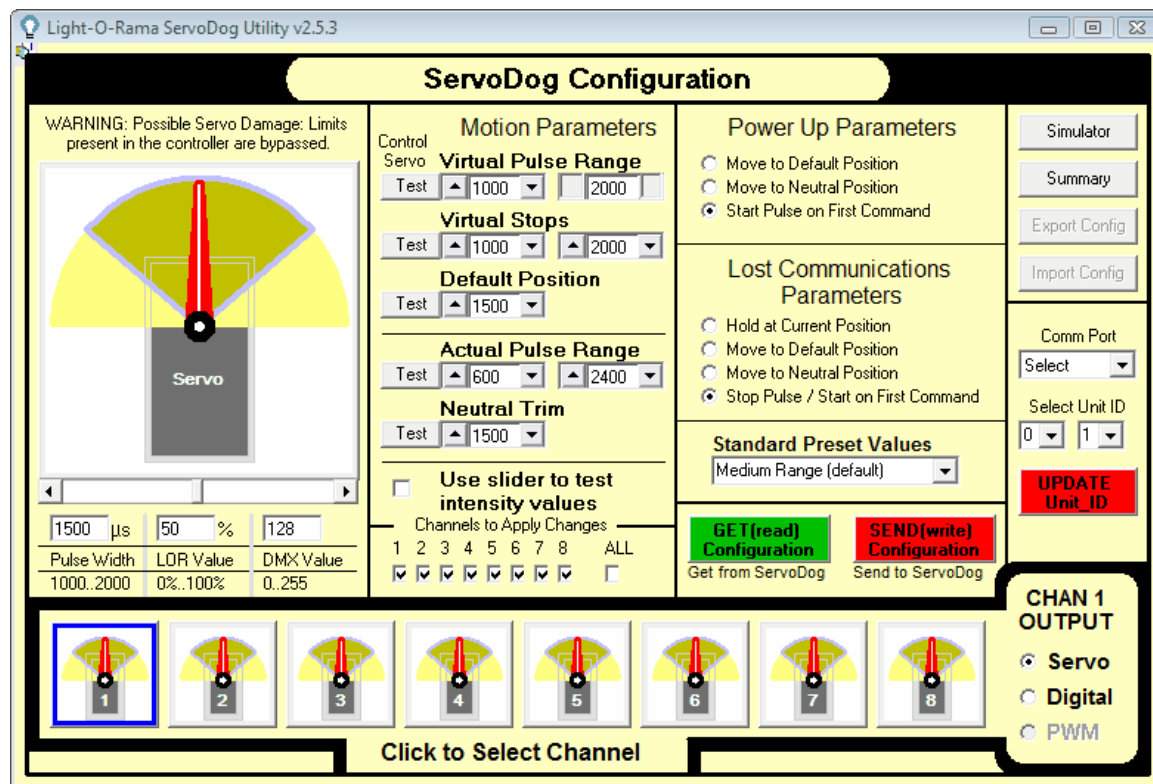 Light-O-Rama ServoDog Utility v2.5.3
ServoDog Configuration
WARNING: Possible Servo Damage: Limits
present in the controller are bypassed.
Servo
1500 µs 50 % 128
Pulse Width LOR Value DMX Value
1000..2000 0%..100% 0..255
Motion Parameters
Control
Servo Virtual Pulse Range
Test 1000 2000
Virtual Stops
Test 1000 2000
Default Position
Test 1500
Actual Pulse Range
Test 600 2400
Neutral Trim
Test 1500
Use slider to test
intensity values
Channels to Apply Changes
1 2 3 4 5 6 7 8 ALL
Power Up Parameters
Move to Default Position
Move to Neutral Position
Start Pulse on First Command
Lost Communications
Parameters
Hold at Current Position
Move to Default Position
Move to Neutral Position
Stop Pulse / Start on First Command
Standard Preset Values
Medium Range (default)
GET(read)
Configuration
Get from ServoDog
SEND(write)
Configuration
Send to ServoDog
Simulator
Summary
Export Config
Import Config
Comm Port
Select
Select Unit ID
0 1
UPDATE
Unit_ID
CHAN 1
OUTPUT
Servo
Digital
PWM
1 2 3 4 5 6 7 8
Click to Select Channel